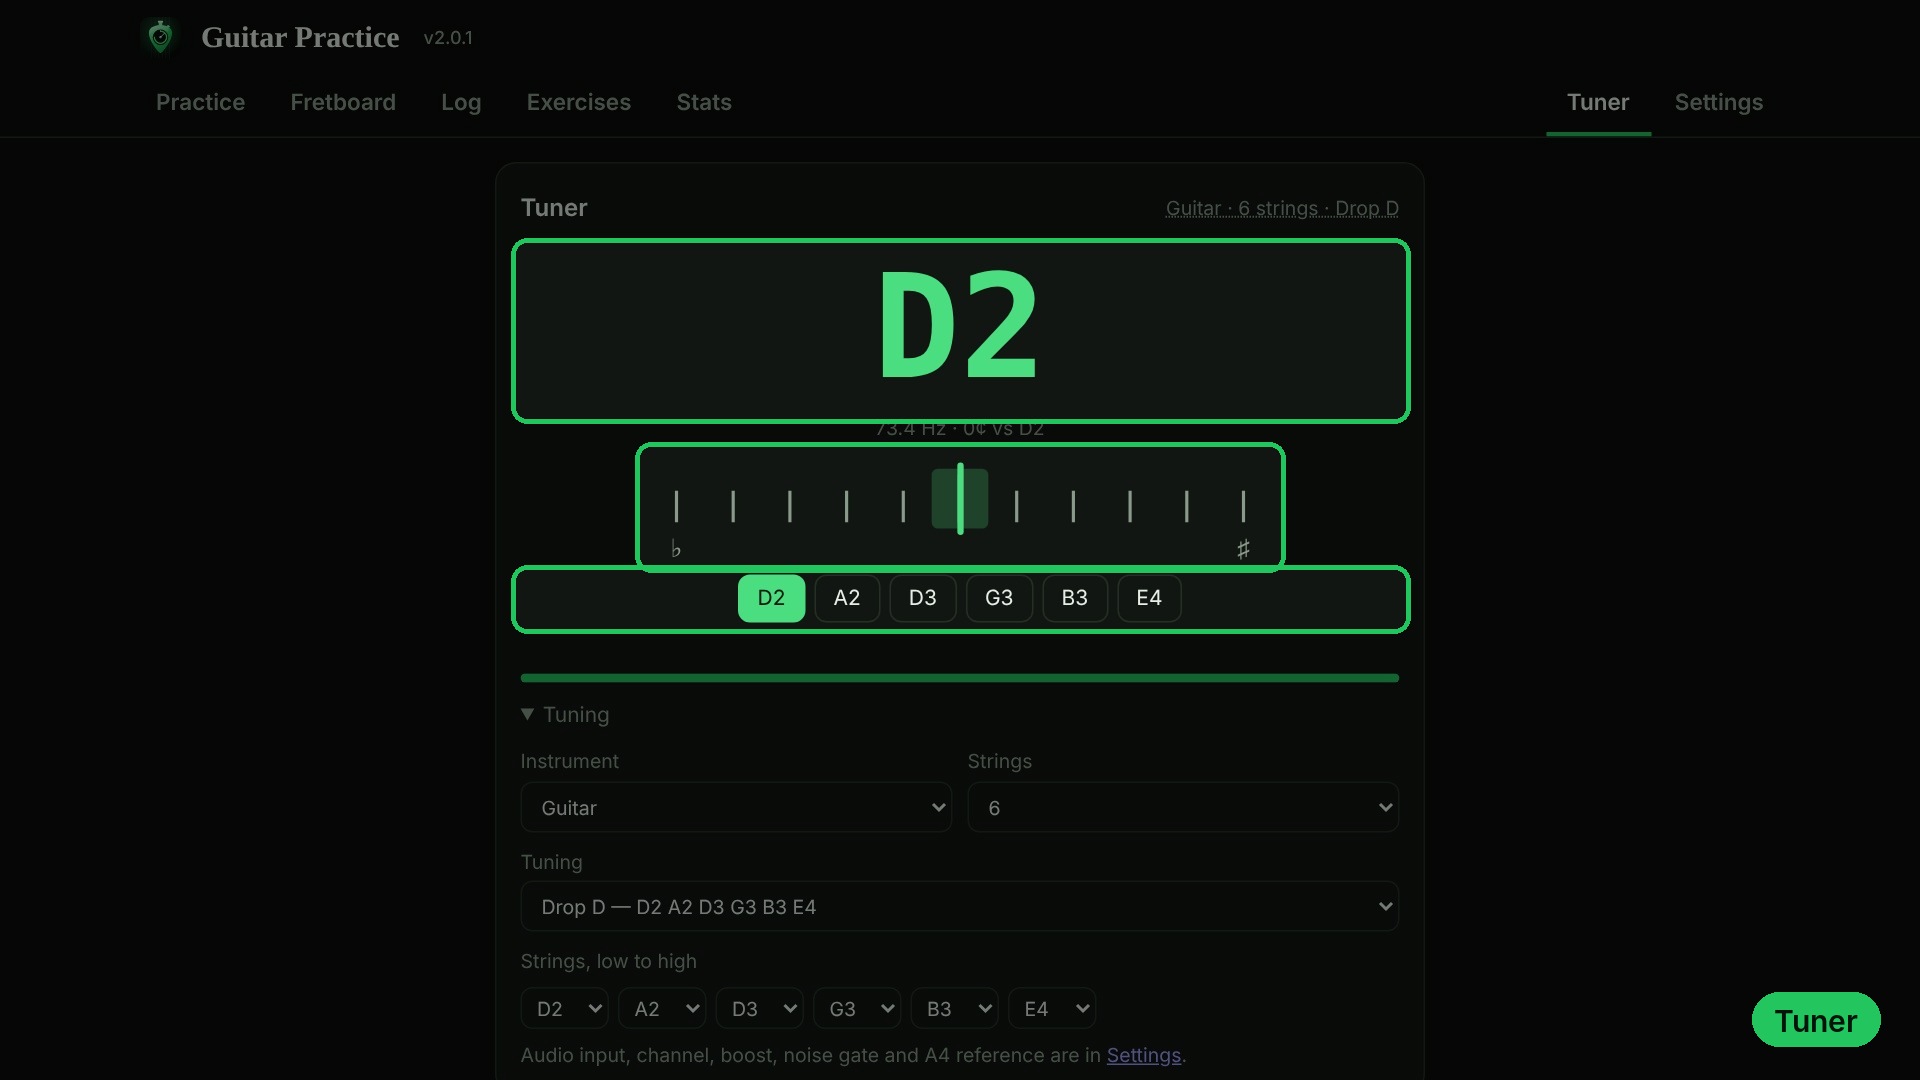 Guitar Practice v2.0.1
Practice Fretboard Log Exercises Stats Tuner Settings
Tuner Guitar · 6 strings · Drop D
D2
73.4 Hz · 0¢ vs D2
♭ ♯
D2 A2 D3 G3 B3 E4
▼ Tuning
Instrument Strings
Guitar 6
Tuning
Drop D — D2 A2 D3 G3 B3 E4
Strings, low to high
D2 A2 D3 G3 B3 E4
Tuner
Audio input, channel, boost, noise gate and A4 reference are in Settings.